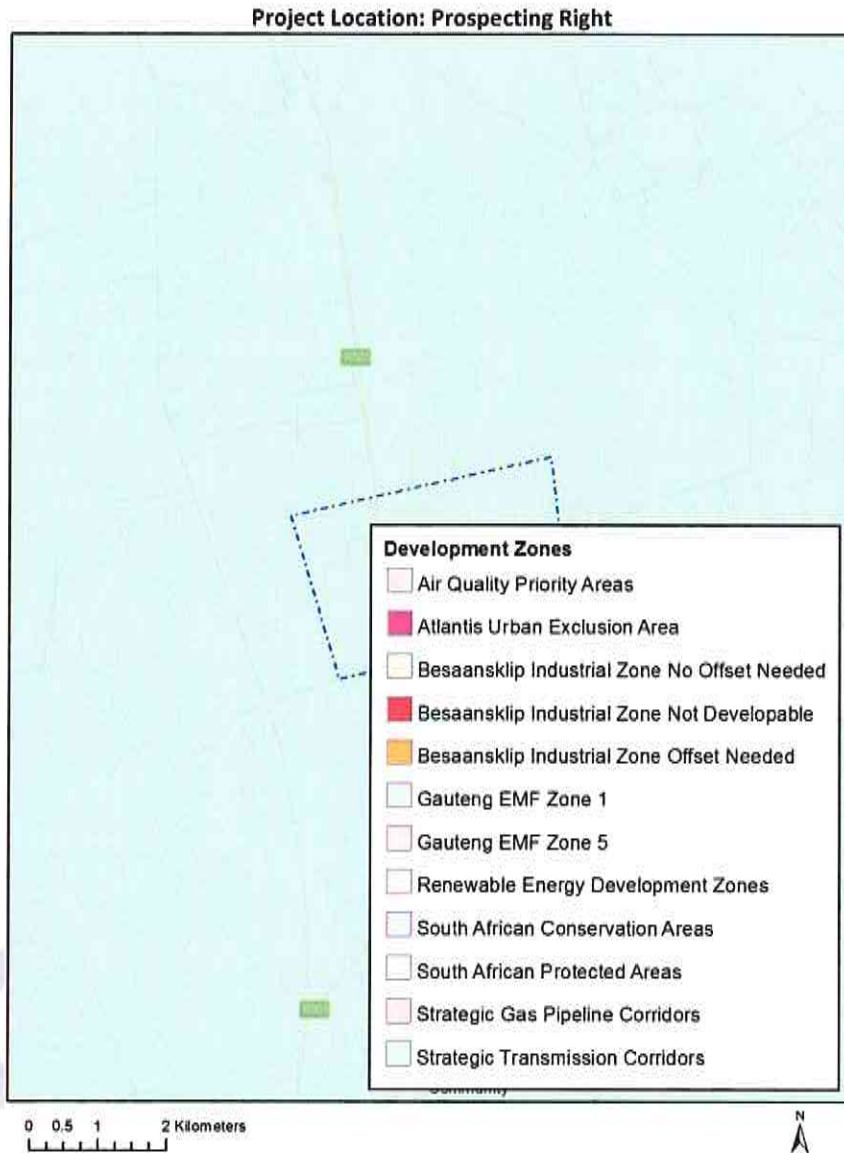 Project Location: Prospecting Right
Development Zones
Air Quality Priority Areas
Atlantis Urban Exclusion Area
Besaansklip Industrial Zone No Offset Needed
Besaansklip Industrial Zone Not Developable
Besaansklip Industrial Zone Offset Needed
Gauteng EMF Zone 1
Gauteng EMF Zone 5
Renewable Energy Development Zones
South African Conservation Areas
South African Protected Areas
Strategic Gas Pipeline Corridors
Strategic Transmission Corridors
Community
0 0.5 1 2 Kilometers
N